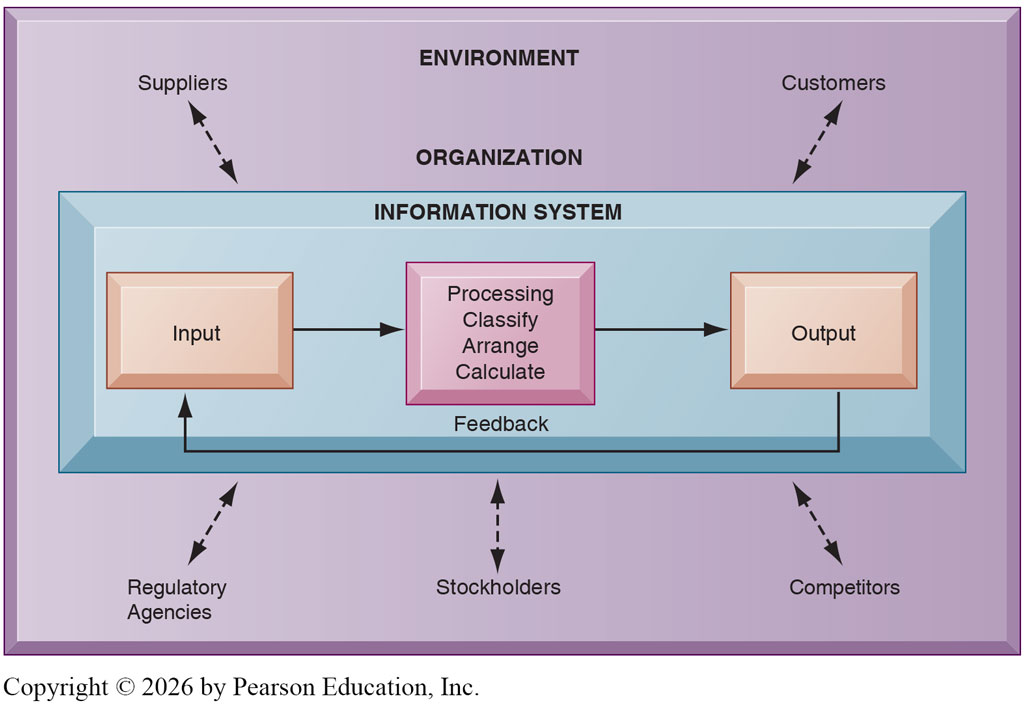 ENVIRONMENT
Suppliers
Customers
ORGANIZATION
INFORMATION SYSTEM
Input
Processing
Classify
Arrange
Calculate
Output
Feedback
Regulatory
Agencies
Stockholders
Competitors
Copyright © 2026 by Pearson Education, Inc.